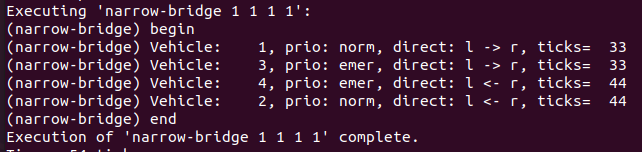 Executing 'narrow-bridge 1 1 1 1':
(narrow-bridge) begin
(narrow-bridge) Vehicle:    1, prio: norm, direct: l -> r, ticks=  33
(narrow-bridge) Vehicle:    3, prio: emer, direct: l -> r, ticks=  33
(narrow-bridge) Vehicle:    4, prio: emer, direct: l <- r, ticks=  44
(narrow-bridge) Vehicle:    2, prio: norm, direct: l <- r, ticks=  44
(narrow-bridge) end
Execution of 'narrow-bridge 1 1 1 1' complete.